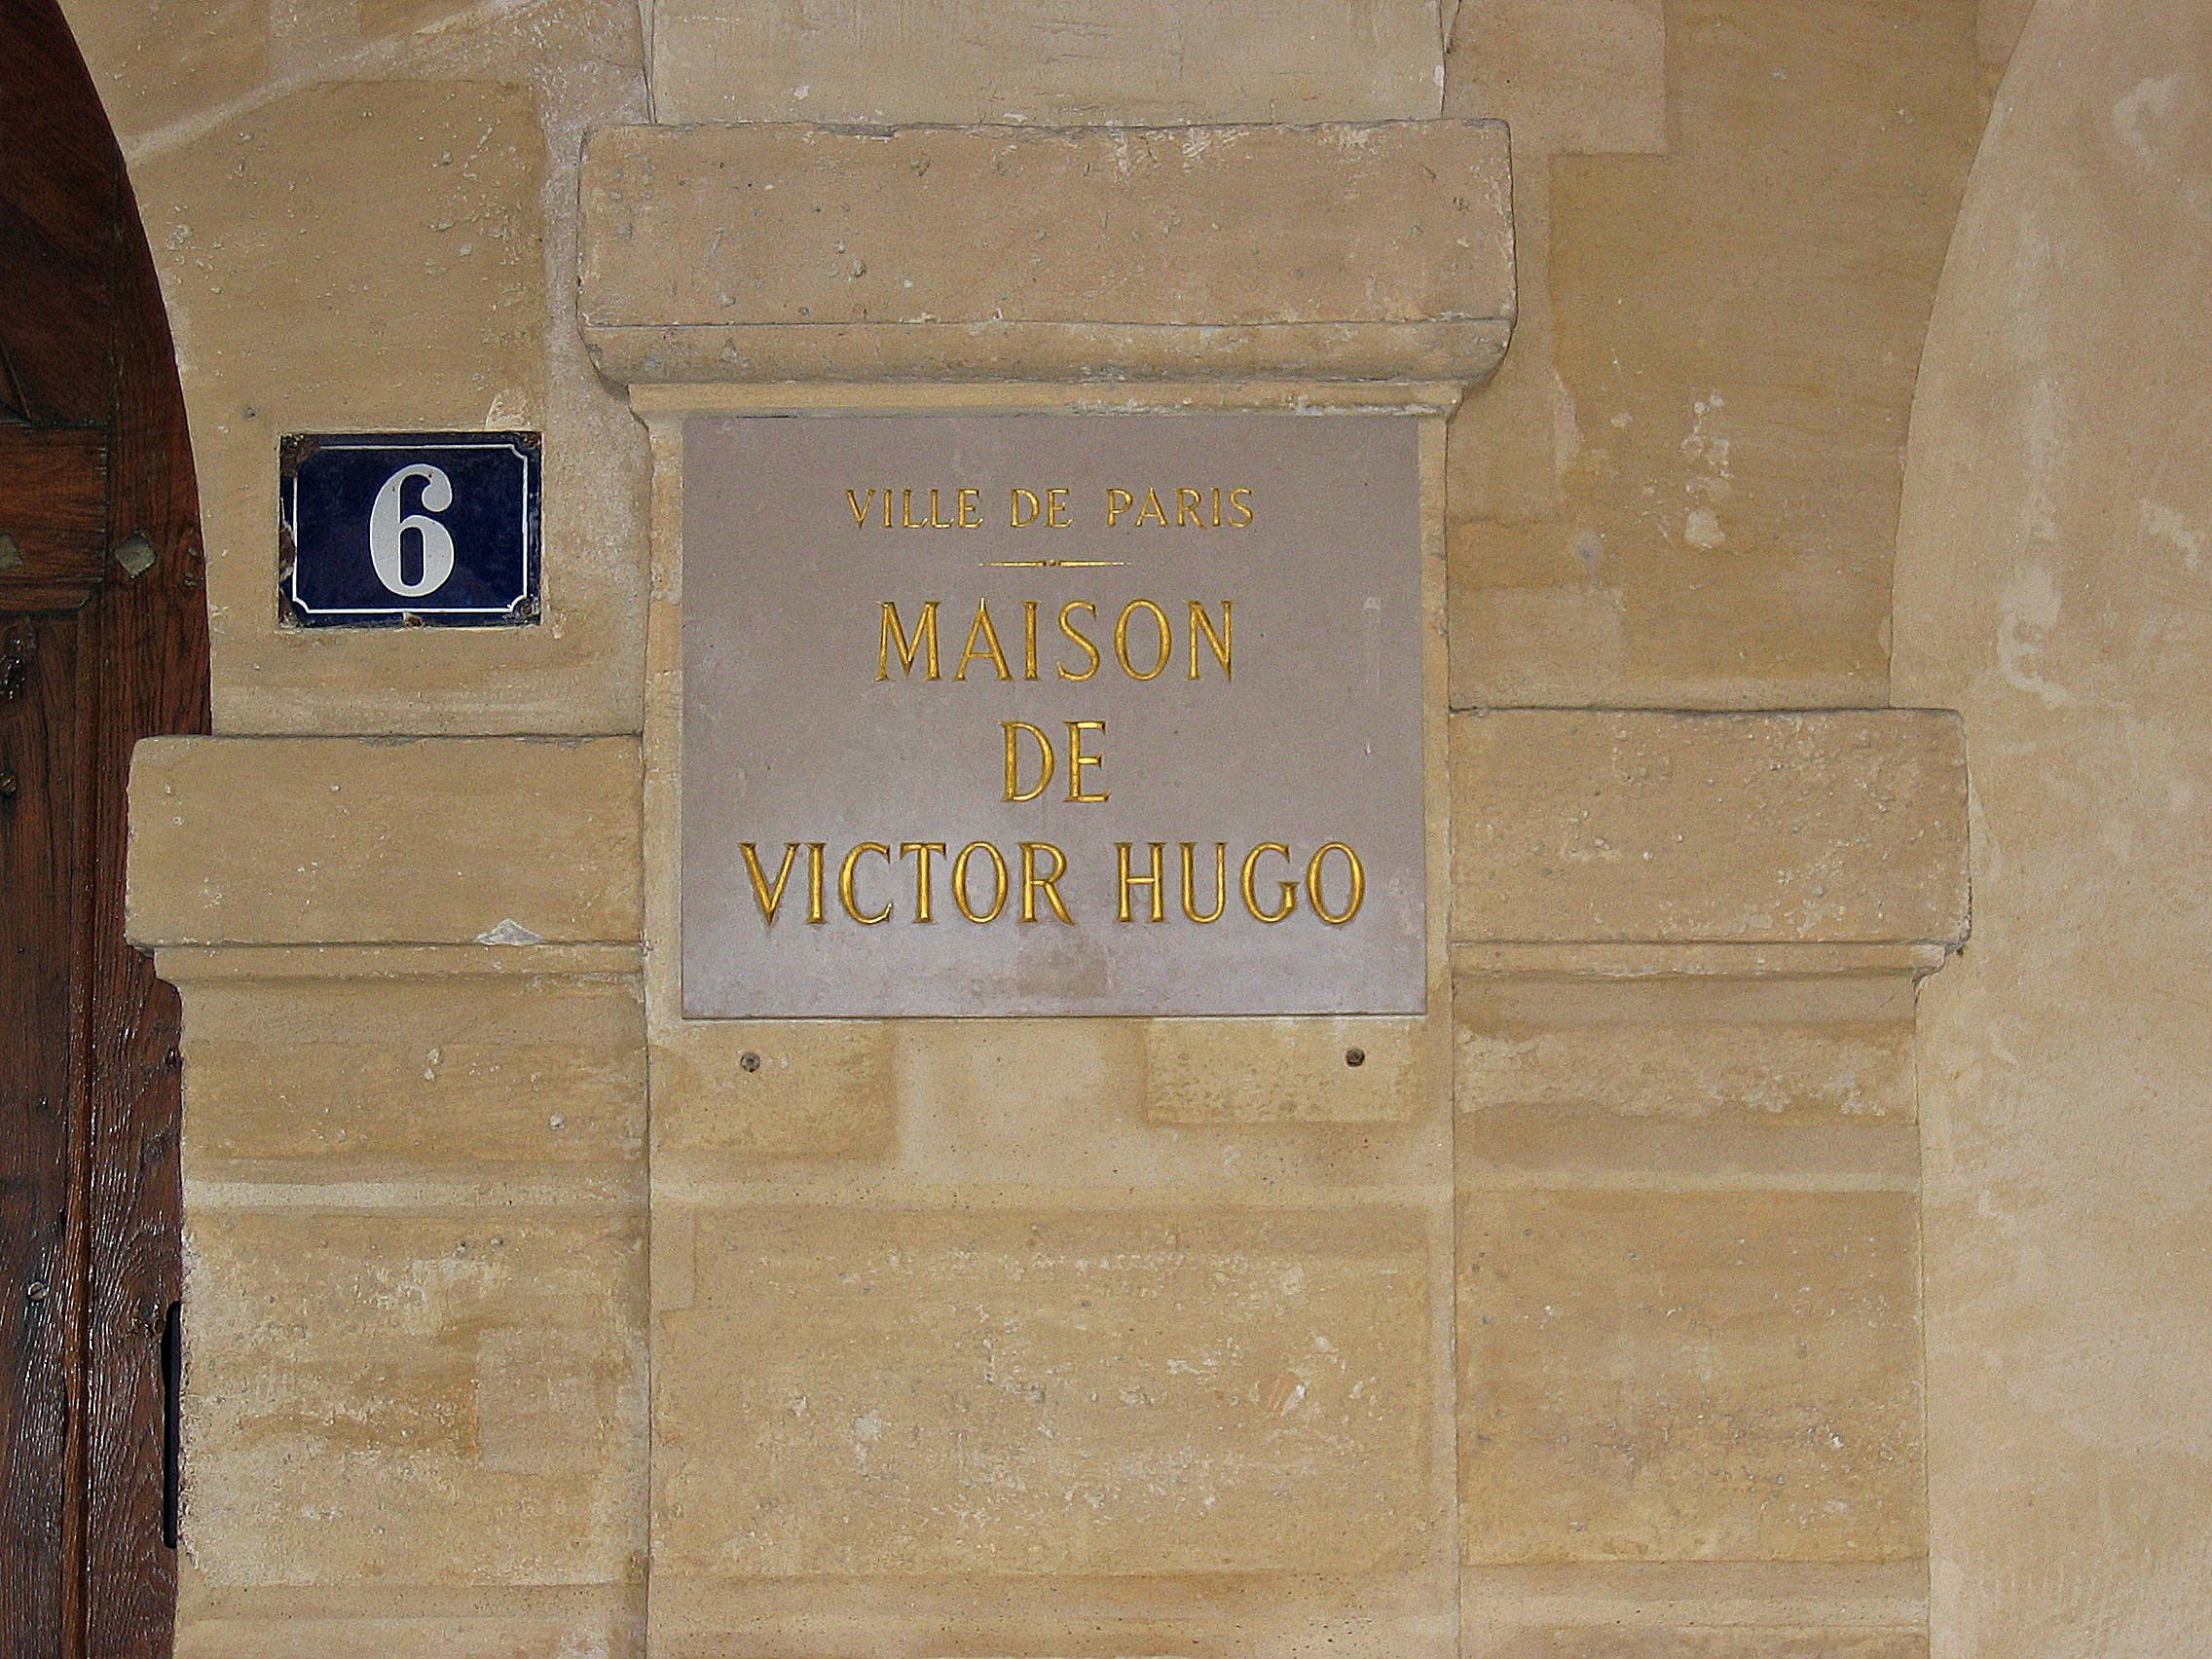 6
VILLE DE PARIS
MAISON
DE
VICTOR HUGO